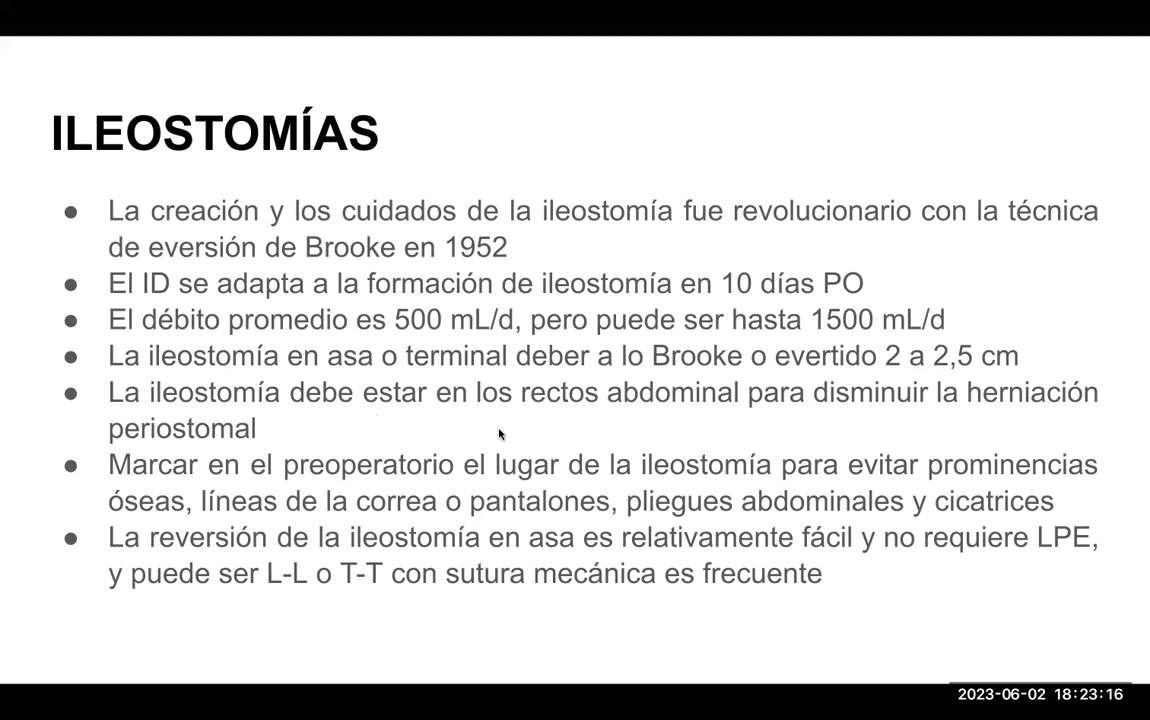 ILEOSTOMÍAS
● La creación y los cuidados de la ileostomía fue revolucionario con la técnica
de eversión de Brooke en 1952
● El ID se adapta a la formación de ileostomía en 10 días PO
● El débito promedio es 500 mL/d, pero puede ser hasta 1500 mL/d
● La ileostomía en asa o terminal deber a lo Brooke o evertido 2 a 2,5 cm
● La ileostomía debe estar en los rectos abdominal para disminuir la herniación
periostomal
● Marcar en el preoperatorio el lugar de la ileostomía para evitar prominencias
óseas, líneas de la correa o pantalones, pliegues abdominales y cicatrices
● La reversión de la ileostomía en asa es relativamente fácil y no requiere LPE,
y puede ser L-L o T-T con sutura mecánica es frecuente
2023-06-02 18:23:16